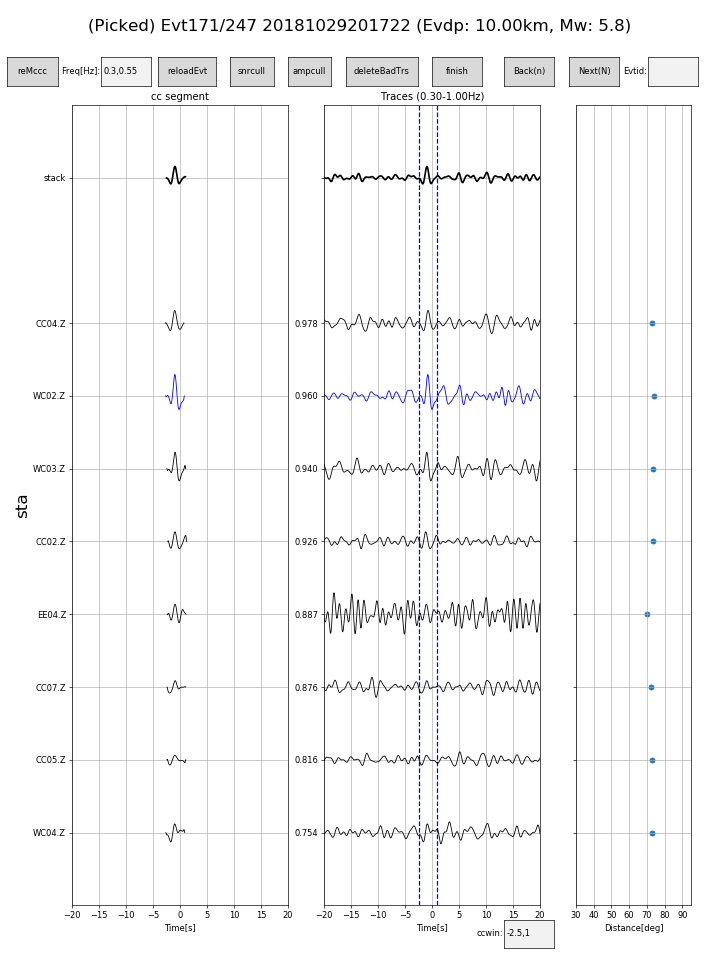 (Picked) Evt171/247 20181029201722 (Evdp: 10.00km, Mw: 5.8)
reMccc Freq[Hz]: 0.3,0.55 reloadEvt snrcull ampcull deleteBadTrs finish Back(n) Next(N) Evtid:
cc segment Traces (0.30-1.00Hz)
stack
CC04.Z 0.978
WC02.Z 0.960
WC03.Z 0.940
CC02.Z 0.926
sta
EE04.Z 0.887
CC07.Z 0.876
CC05.Z 0.816
WC04.Z 0.754
−20 −15 −10 −5 0 5 10 15 20 −20 −15 −10 −5 0 5 10 15 20 30 40 50 60 70 80 90
Time[s] Time[s] Distance[deg]
ccwin: -2.5,1